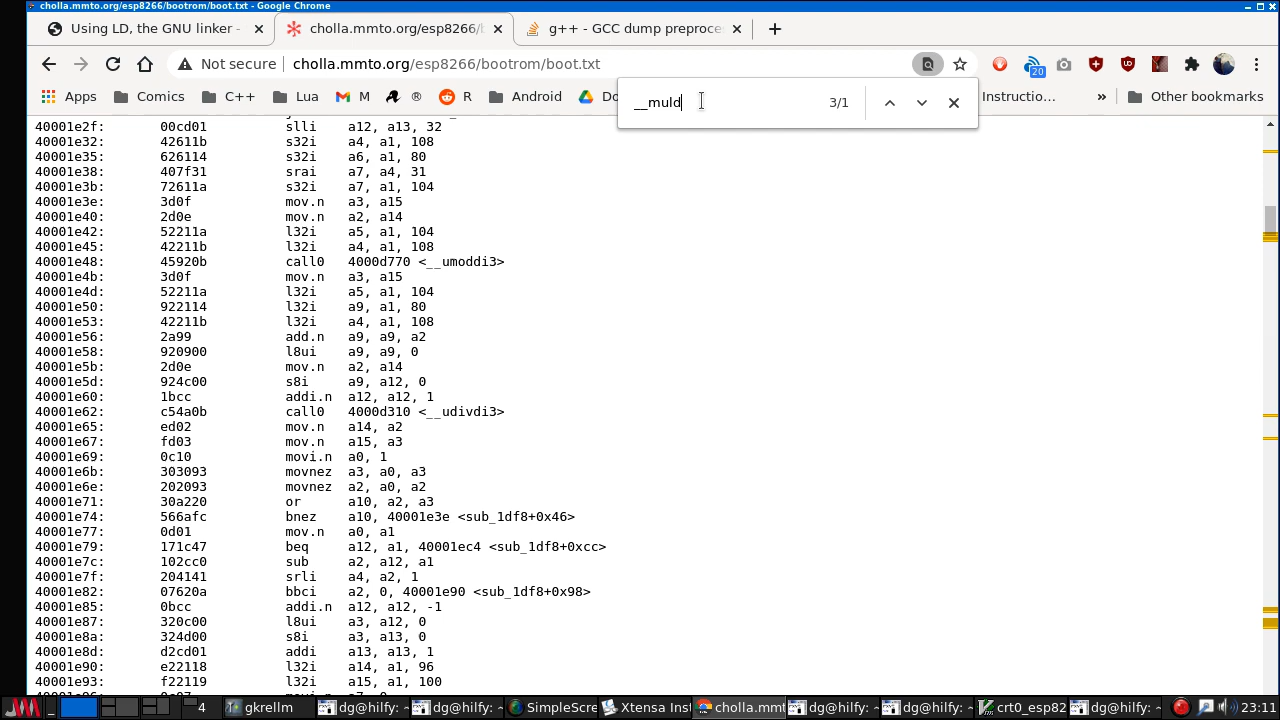 cholla.mmto.org/esp8266/bootrom/boot.txt - Google Chrome
Using LD, the GNU linker -
cholla.mmto.org/esp8266/b
g++ - GCC dump preproce
Not secure
cholla.mmto.org/esp8266/bootrom/boot.txt
20
Apps Comics C++ Lua M R Android Do Instructio... Other bookmarks
__muld 3/1
40001e2f: 00cd01 slli a12, a13, 32
40001e32: 42611b s32i a4, a1, 108
40001e35: 626114 s32i a6, a1, 80
40001e38: 407f31 srai a7, a4, 31
40001e3b: 72611a s32i a7, a1, 104
40001e3e: 3d0f mov.n a3, a15
40001e40: 2d0e mov.n a2, a14
40001e42: 52211a l32i a5, a1, 104
40001e45: 42211b l32i a4, a1, 108
40001e48: 45920b call0 4000d770 <__umoddi3>
40001e4b: 3d0f mov.n a3, a15
40001e4d: 52211a l32i a5, a1, 104
40001e50: 922114 l32i a9, a1, 80
40001e53: 42211b l32i a4, a1, 108
40001e56: 2a99 add.n a9, a9, a2
40001e58: 920900 l8ui a9, a9, 0
40001e5b: 2d0e mov.n a2, a14
40001e5d: 924c00 s8i a9, a12, 0
40001e60: 1bcc addi.n a12, a12, 1
40001e62: c54a0b call0 4000d310 <__udivdi3>
40001e65: ed02 mov.n a14, a2
40001e67: fd03 mov.n a15, a3
40001e69: 0c10 movi.n a0, 1
40001e6b: 303093 movnez a3, a0, a3
40001e6e: 202093 movnez a2, a0, a2
40001e71: 30a220 or a10, a2, a3
40001e74: 566afc bnez a10, 40001e3e <sub_1df8+0x46>
40001e77: 0d01 mov.n a0, a1
40001e79: 171c47 beq a12, a1, 40001ec4 <sub_1df8+0xcc>
40001e7c: 102cc0 sub a2, a12, a1
40001e7f: 204141 srli a4, a2, 1
40001e82: 07620a bbci a2, 0, 40001e90 <sub_1df8+0x98>
40001e85: 0bcc addi.n a12, a12, -1
40001e87: 320c00 l8ui a3, a12, 0
40001e8a: 324d00 s8i a3, a13, 0
40001e8d: d2cd01 addi a13, a13, 1
40001e90: e22118 l32i a14, a1, 96
40001e93: f22119 l32i a15, a1, 100
4 gkrellm dg@hilfy: dg@hilfy: SimpleScre Xtensa Inst cholla.mmt dg@hilfy: dg@hilfy: crt0_esp82 dg@hilfy: 23:11